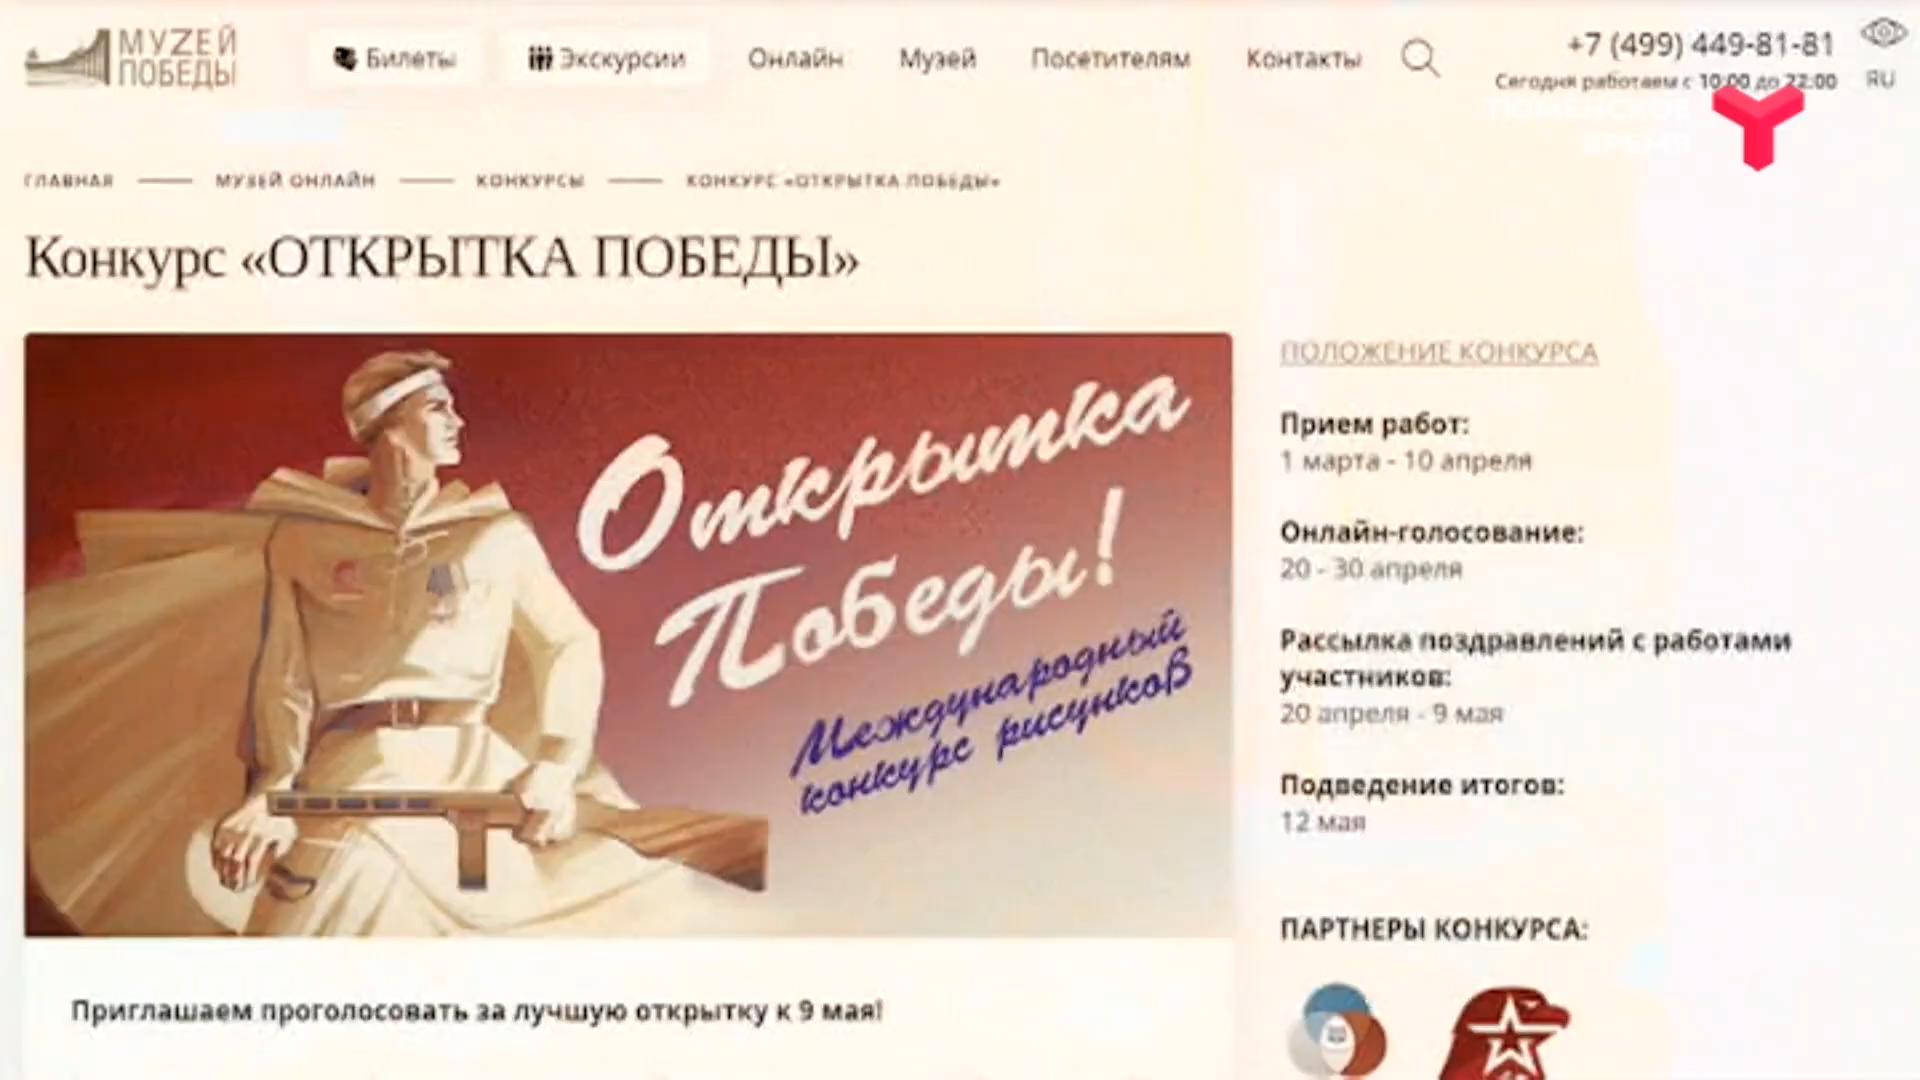 МУZЕЙ
ПОБЕДЫ
Билеты
Экскурсии
Онлайн
Музей
Посетителям
Контакты
+7 (499) 449-81-81
Сегодня работаем с 10:00 до 22:00
RU
ТЮМЕНСКОЕ
ВРЕМЯ
ГЛАВНАЯ
МУЗЕЙ ОНЛАЙН
КОНКУРСЫ
КОНКУРС «ОТКРЫТКА ПОБЕДЫ»
Конкурс «ОТКРЫТКА ПОБЕДЫ»
Открытка
Победы!
Международный
конкурс рисунков
ПОЛОЖЕНИЕ КОНКУРСА
Прием работ:
1 марта - 10 апреля
Онлайн-голосование:
20 - 30 апреля
Рассылка поздравлений с работами
участников:
20 апреля - 9 мая
Подведение итогов:
12 мая
ПАРТНЕРЫ КОНКУРСА:
Приглашаем проголосовать за лучшую открытку к 9 мая!